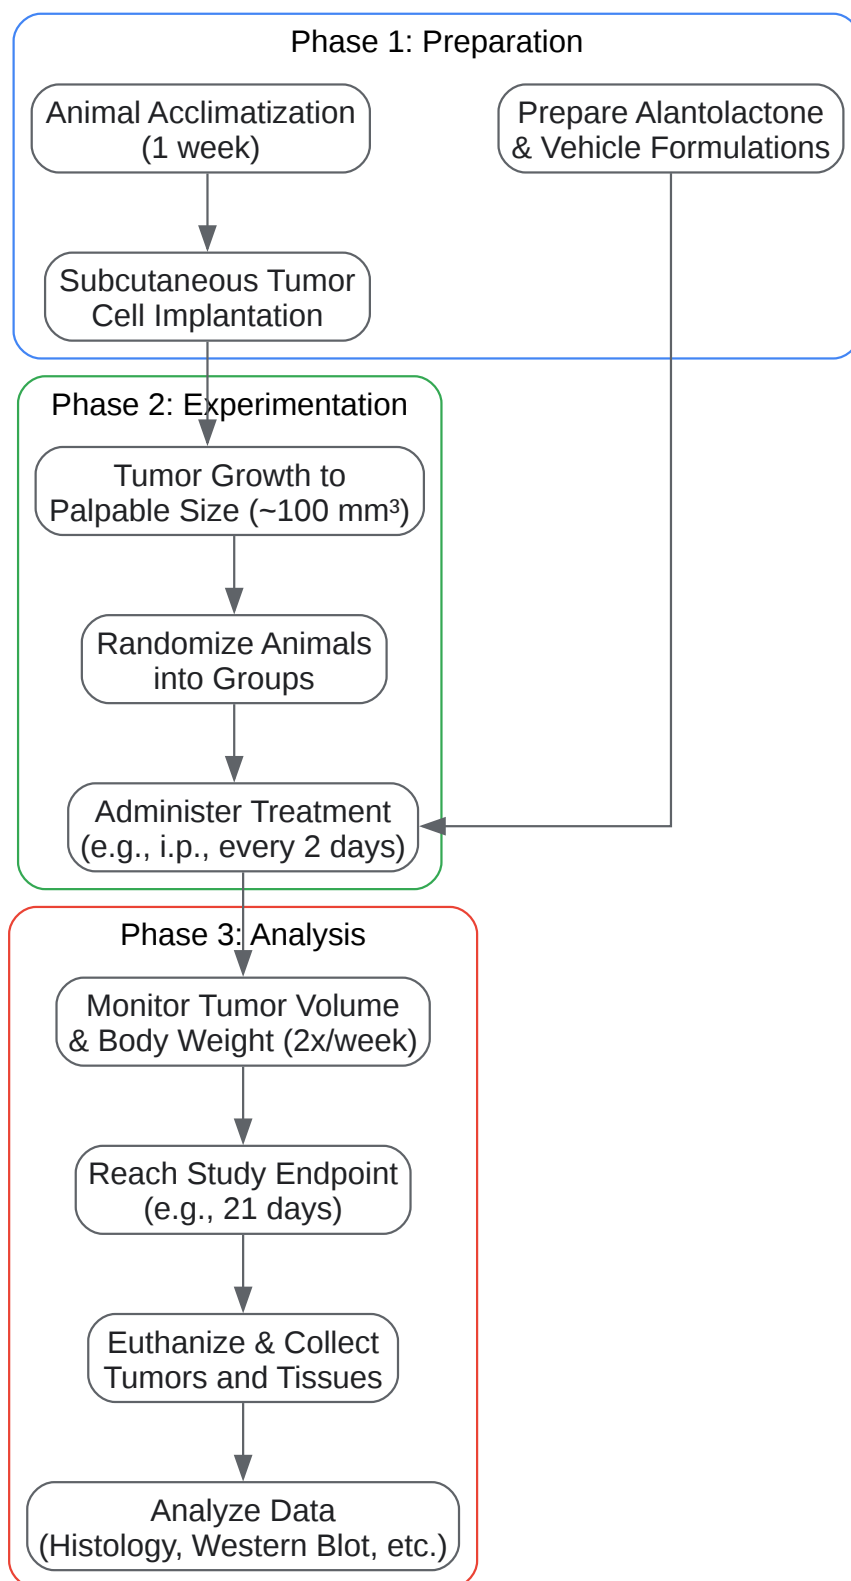 Phase 1: Preparation
Animal Acclimatization
(1 week)
Prepare Alantolactone
& Vehicle Formulations
Subcutaneous Tumor
Cell Implantation
Phase 2: Experimentation
Tumor Growth to
Palpable Size (~100 mm³)
Randomize Animals
into Groups
Administer Treatment
(e.g., i.p., every 2 days)
Phase 3: Analysis
Monitor Tumor Volume
& Body Weight (2x/week)
Reach Study Endpoint
(e.g., 21 days)
Euthanize & Collect
Tumors and Tissues
Analyze Data
(Histology, Western Blot, etc.)